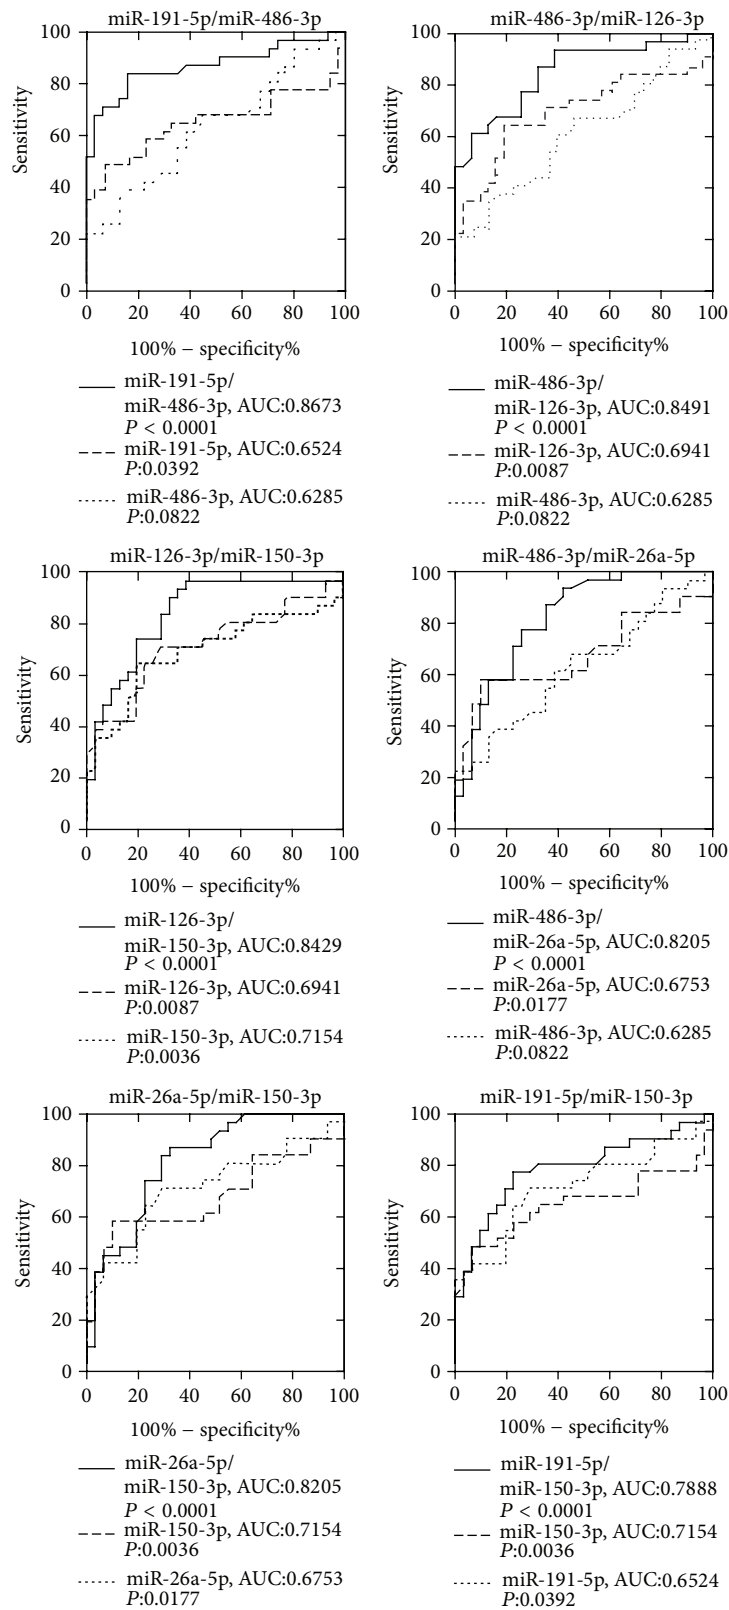 miR-191-5p/miR-486-3p
100
80
60
40
20
0
Sensitivity
0 20 40 60 80 100
100% − specificity%
miR-191-5p/
miR-486-3p, AUC:0.8673
P < 0.0001
miR-191-5p, AUC:0.6524
P:0.0392
miR-486-3p, AUC:0.6285
P:0.0822
miR-486-3p/miR-126-3p
100
80
60
40
20
0
Sensitivity
0 20 40 60 80 100
100% − specificity%
miR-486-3p/
miR-126-3p, AUC:0.8491
P < 0.0001
miR-126-3p, AUC:0.6941
P:0.0087
miR-486-3p, AUC:0.6285
P:0.0822
miR-126-3p/miR-150-3p
100
80
60
40
20
0
Sensitivity
0 20 40 60 80 100
100% − specificity%
miR-126-3p/
miR-150-3p, AUC:0.8429
P < 0.0001
miR-126-3p, AUC:0.6941
P:0.0087
miR-150-3p, AUC:0.7154
P:0.0036
miR-486-3p/miR-26a-5p
100
80
60
40
20
0
Sensitivity
0 20 40 60 80 100
100% − specificity%
miR-486-3p/
miR-26a-5p, AUC:0.8205
P < 0.0001
miR-26a-5p, AUC:0.6753
P:0.0177
miR-486-3p, AUC:0.6285
P:0.0822
miR-26a-5p/miR-150-3p
100
80
60
40
20
0
Sensitivity
0 20 40 60 80 100
100% − specificity%
miR-26a-5p/
miR-150-3p, AUC:0.8205
P < 0.0001
miR-150-3p, AUC:0.7154
P:0.0036
miR-26a-5p, AUC:0.6753
P:0.0177
miR-191-5p/miR-150-3p
100
80
60
40
20
0
Sensitivity
0 20 40 60 80 100
100% − specificity%
miR-191-5p/
miR-150-3p, AUC:0.7888
P < 0.0001
miR-150-3p, AUC:0.7154
P:0.0036
miR-191-5p, AUC:0.6524
P:0.0392